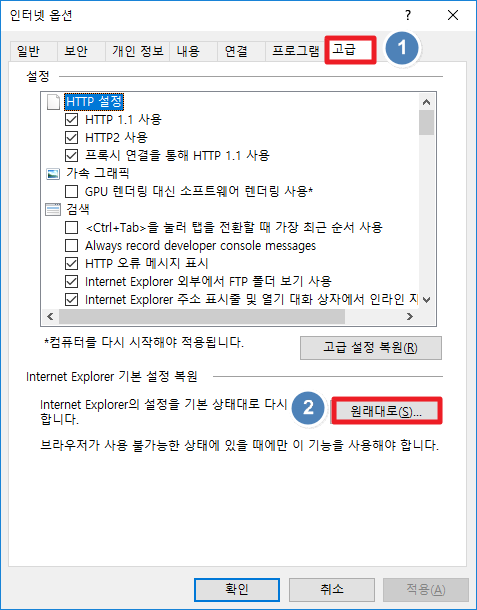 인터넷 옵션
일반 보안 개인 정보 내용 연결 프로그램 고급 1
설정
HTTP 설정
HTTP 1.1 사용
HTTP2 사용
프록시 연결을 통해 HTTP 1.1 사용
가속 그래픽
GPU 렌더링 대신 소프트웨어 렌더링 사용*
검색
<Ctrl+Tab>을 눌러 탭을 전환할 때 가장 최근 순서 사용
Always record developer console messages
HTTP 오류 메시지 표시
Internet Explorer 외부에서 FTP 폴더 보기 사용
Internet Explorer 주소 표시줄 및 열기 대화 상자에서 인라인
*컴퓨터를 다시 시작해야 적용됩니다.
고급 설정 복원(R)
Internet Explorer 기본 설정 복원
Internet Explorer의 설정을 기본 상태대로 다시
합니다.
2 원래대로(S)...
브라우저가 사용 불가능한 상태에 있을 때에만 이 기능을 사용해야 합니다.
확인 취소 적용(A)